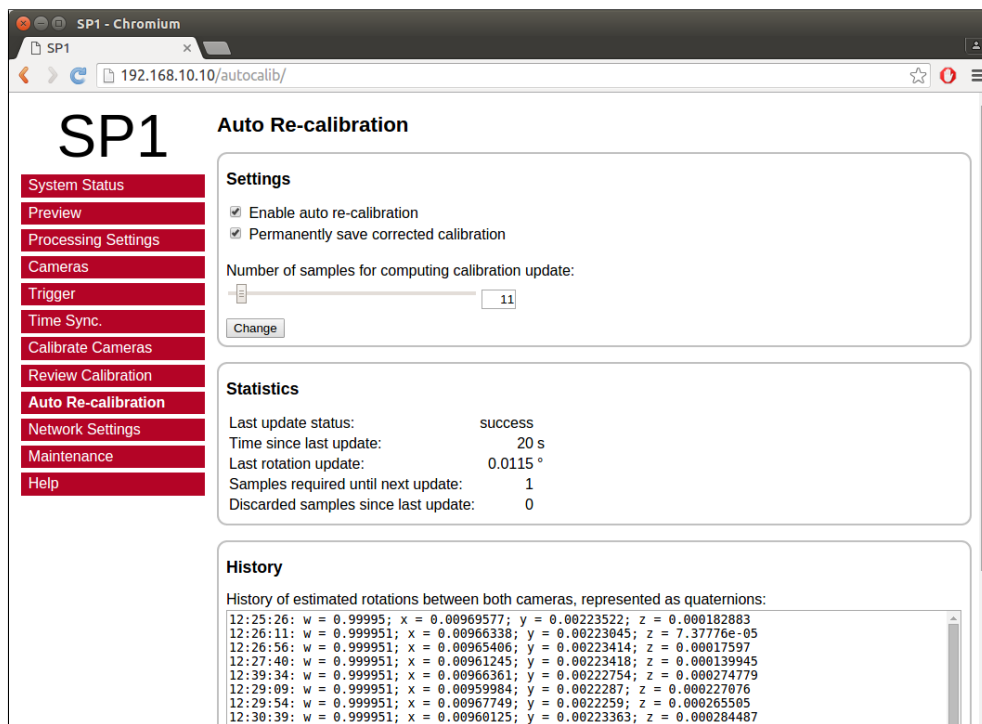 SP1 - Chromium
SP1
192.168.10.10/autocalib/
SP1
System Status
Preview
Processing Settings
Cameras
Trigger
Time Sync.
Calibrate Cameras
Review Calibration
Auto Re-calibration
Network Settings
Maintenance
Help
Auto Re-calibration
Settings
Enable auto re-calibration
Permanently save corrected calibration
Number of samples for computing calibration update:
11
Change
Statistics
Last update status: success
Time since last update: 20 s
Last rotation update: 0.0115 °
Samples required until next update: 1
Discarded samples since last update: 0
History
History of estimated rotations between both cameras, represented as quaternions:
12:25:26: w = 0.99995; x = 0.00969577; y = 0.00223522; z = 0.000182883
12:26:11: w = 0.999951; x = 0.00966338; y = 0.00223045; z = 7.37776e-05
12:26:56: w = 0.999951; x = 0.00965406; y = 0.00223414; z = 0.00017597
12:27:40: w = 0.999951; x = 0.00961245; y = 0.00223418; z = 0.000139945
12:39:34: w = 0.999951; x = 0.00966361; y = 0.00222754; z = 0.000274779
12:29:09: w = 0.999951; x = 0.00959984; y = 0.0022287; z = 0.000227076
12:29:54: w = 0.999951; x = 0.00967749; y = 0.0022259; z = 0.000265505
12:30:39: w = 0.999951; x = 0.00960125; y = 0.00223363; z = 0.000284487